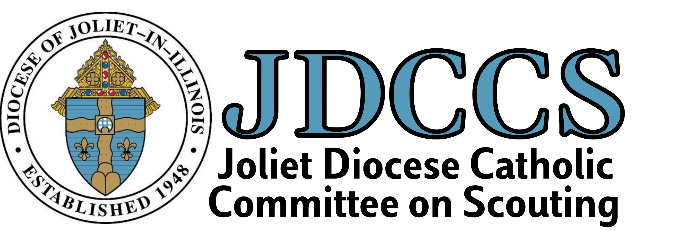 DIOCESE OF JOLIET-IN-ILLINOIS
• ESTABLISHED 1948 •
JDCCS
Joliet Diocese Catholic
Committee on Scouting